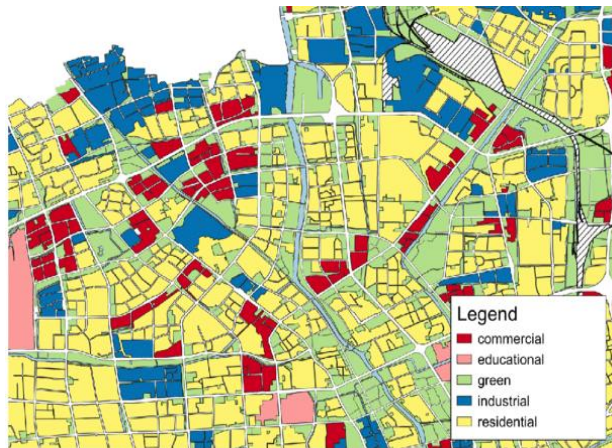 Legend
commercial
educational
green
industrial
residential